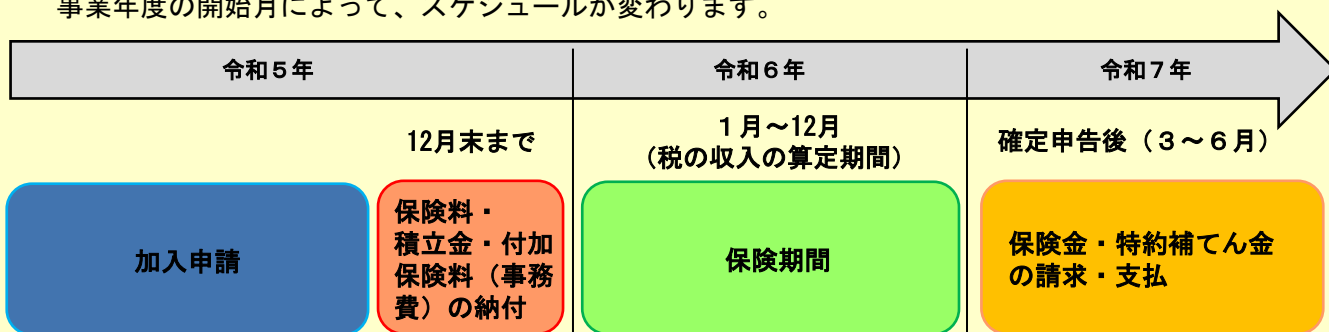 事業年度の開始月によって、スケジュールが変わります。
令和５年
令和６年
令和７年
12月末まで
１月～12月
（税の収入の算定期間）
確定申告後（３～６月）
加入申請
保険料・
積立金・付加
保険料（事務
費）の納付
保険期間
保険金・特約補てん金
の請求・支払